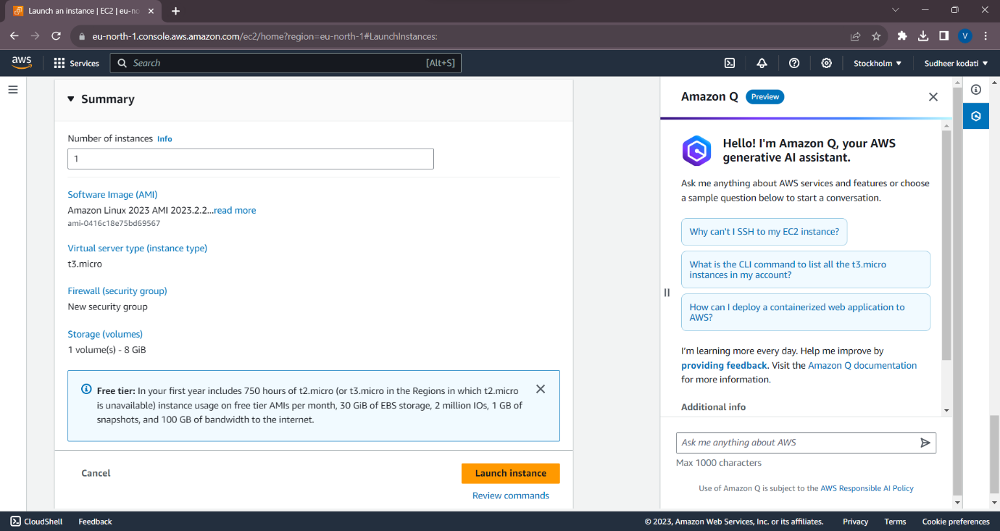 Launch an instance | EC2 | eu-no
eu-north-1.console.aws.amazon.com/ec2/home?region=eu-north-1#LaunchInstances:
V
aws
Services
Search
[Alt+S]
Stockholm
Sudheer kodati
Summary
Number of instances Info
1
Software Image (AMI)
Amazon Linux 2023 AMI 2023.2.2...read more
ami-0416c18e75bd69567
Virtual server type (instance type)
t3.micro
Firewall (security group)
New security group
Storage (volumes)
1 volume(s) - 8 GiB
Free tier: In your first year includes 750 hours of t2.micro (or t3.micro in the Regions in which t2.micro
is unavailable) instance usage on free tier AMIs per month, 30 GiB of EBS storage, 2 million IOs, 1 GB of
snapshots, and 100 GB of bandwidth to the internet.
Cancel
Launch instance
Review commands
Amazon Q Preview
Hello! I'm Amazon Q, your AWS
generative AI assistant.
Ask me anything about AWS services and features or choose
a sample question below to start a conversation.
Why can't I SSH to my EC2 instance?
What is the CLI command to list all the t3.micro
instances in my account?
How can I deploy a containerized web application to
AWS?
I'm learning more every day. Help me improve by
providing feedback. Visit the Amazon Q documentation
for more information.
Additional info
Ask me anything about AWS
Max 1000 characters
Use of Amazon Q is subject to the AWS Responsible AI Policy
CloudShell
Feedback
© 2023, Amazon Web Services, Inc. or its affiliates.
Privacy
Terms
Cookie preferences